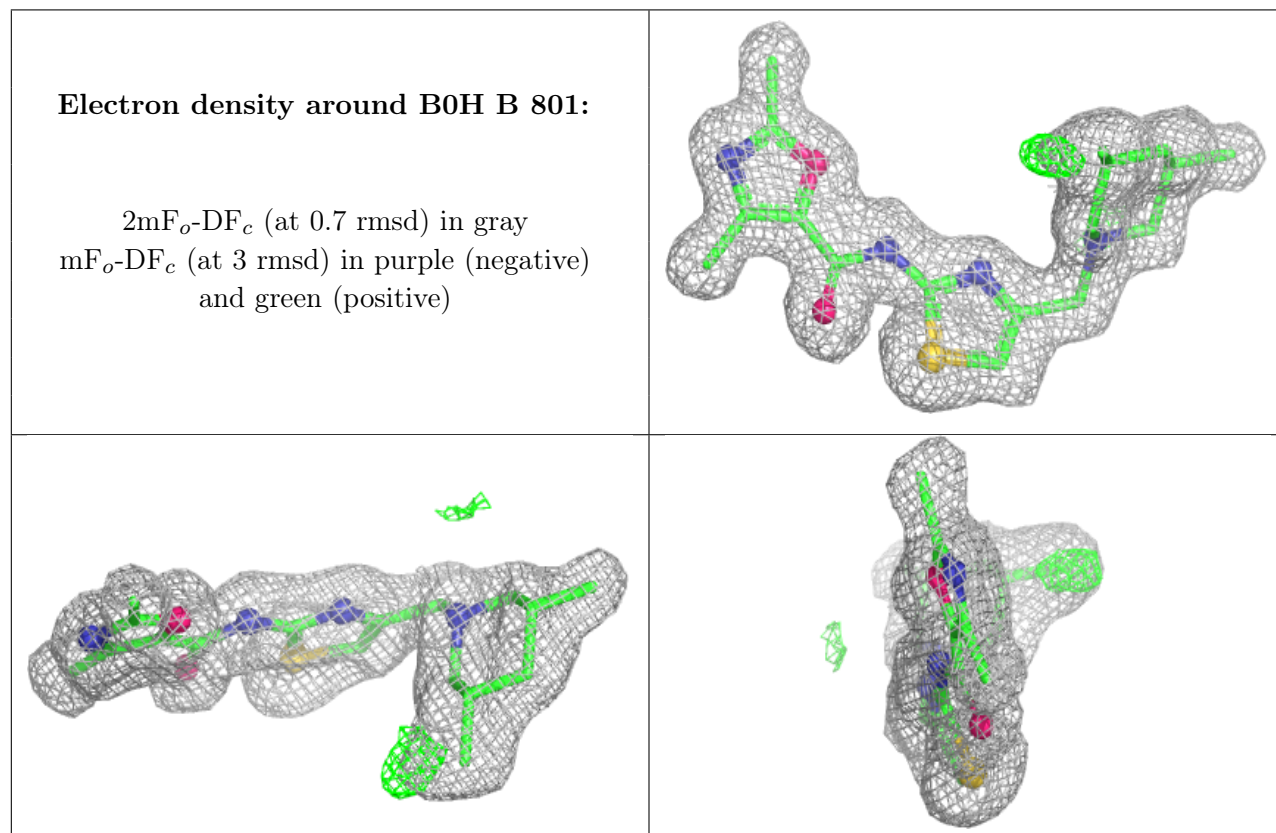 Electron density around B0H B 801:
2mFₒ-DF𝒸 (at 0.7 rmsd) in gray
mFₒ-DF𝒸 (at 3 rmsd) in purple (negative)
and green (positive)